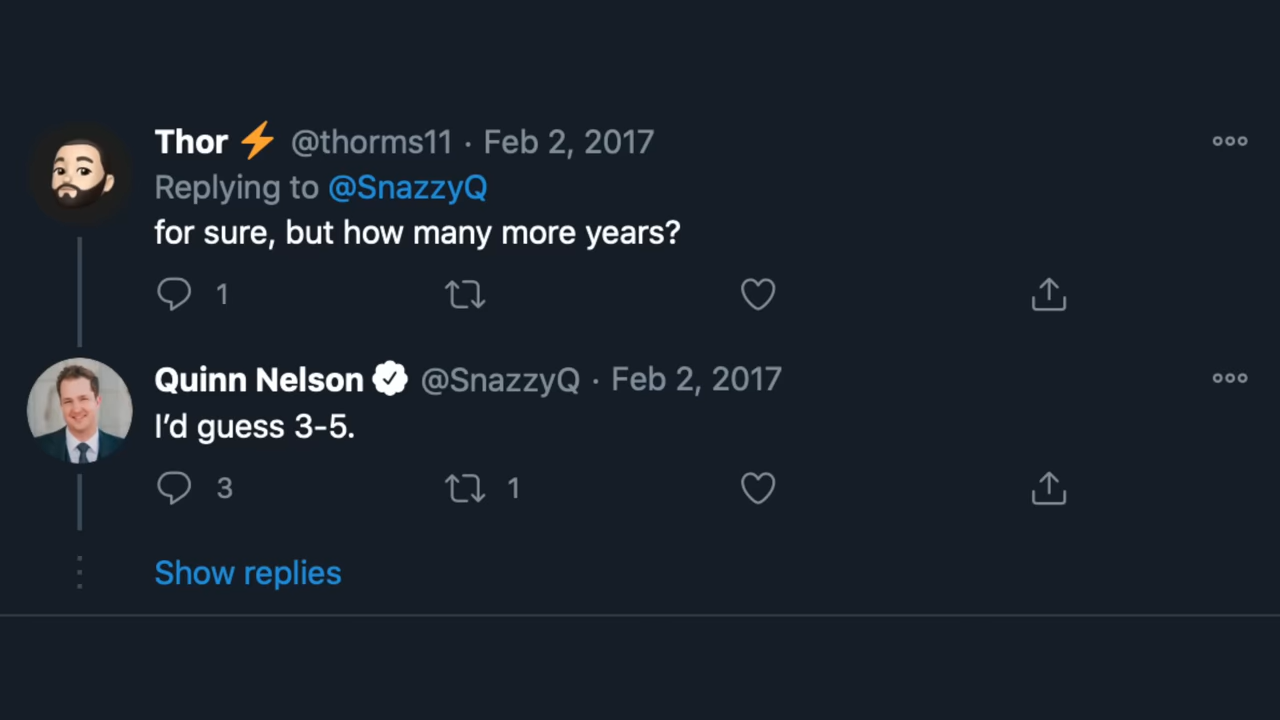 Thor ⚡ @thorms11 · Feb 2, 2017
Replying to @SnazzyQ
for sure, but how many more years?
1
Quinn Nelson @SnazzyQ · Feb 2, 2017
I’d guess 3-5.
3 1
Show replies